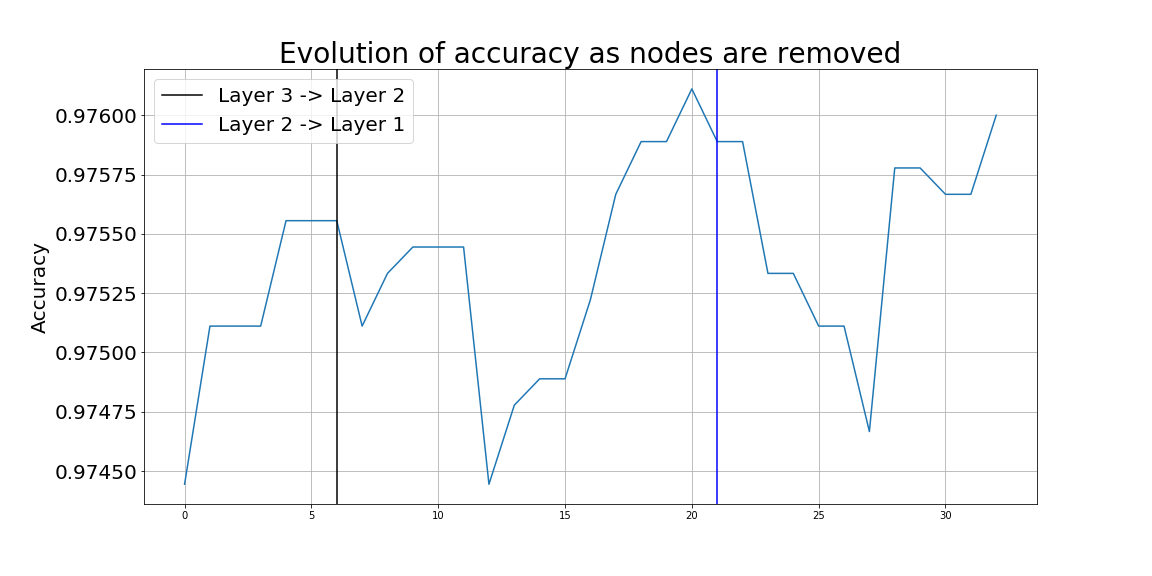 Evolution of accuracy as nodes are removed
Layer 3 -> Layer 2
Layer 2 -> Layer 1
Accuracy
0.97600
0.97575
0.97550
0.97525
0.97500
0.97475
0.97450
0 5 10 15 20 25 30